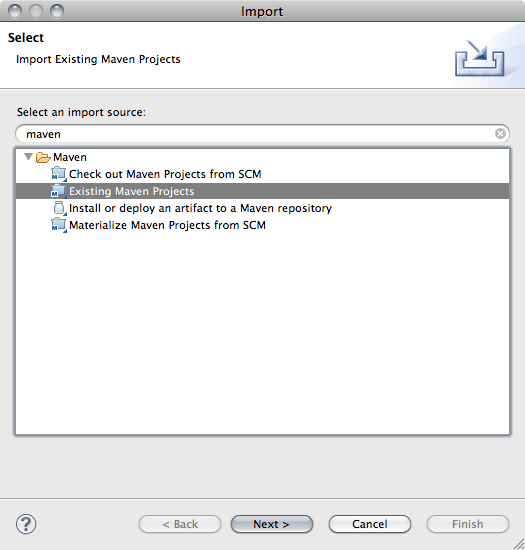 Import
Select
Import Existing Maven Projects
Select an import source:
maven
Maven
Check out Maven Projects from SCM
Existing Maven Projects
Install or deploy an artifact to a Maven repository
Materialize Maven Projects from SCM
? < Back Next > Cancel Finish